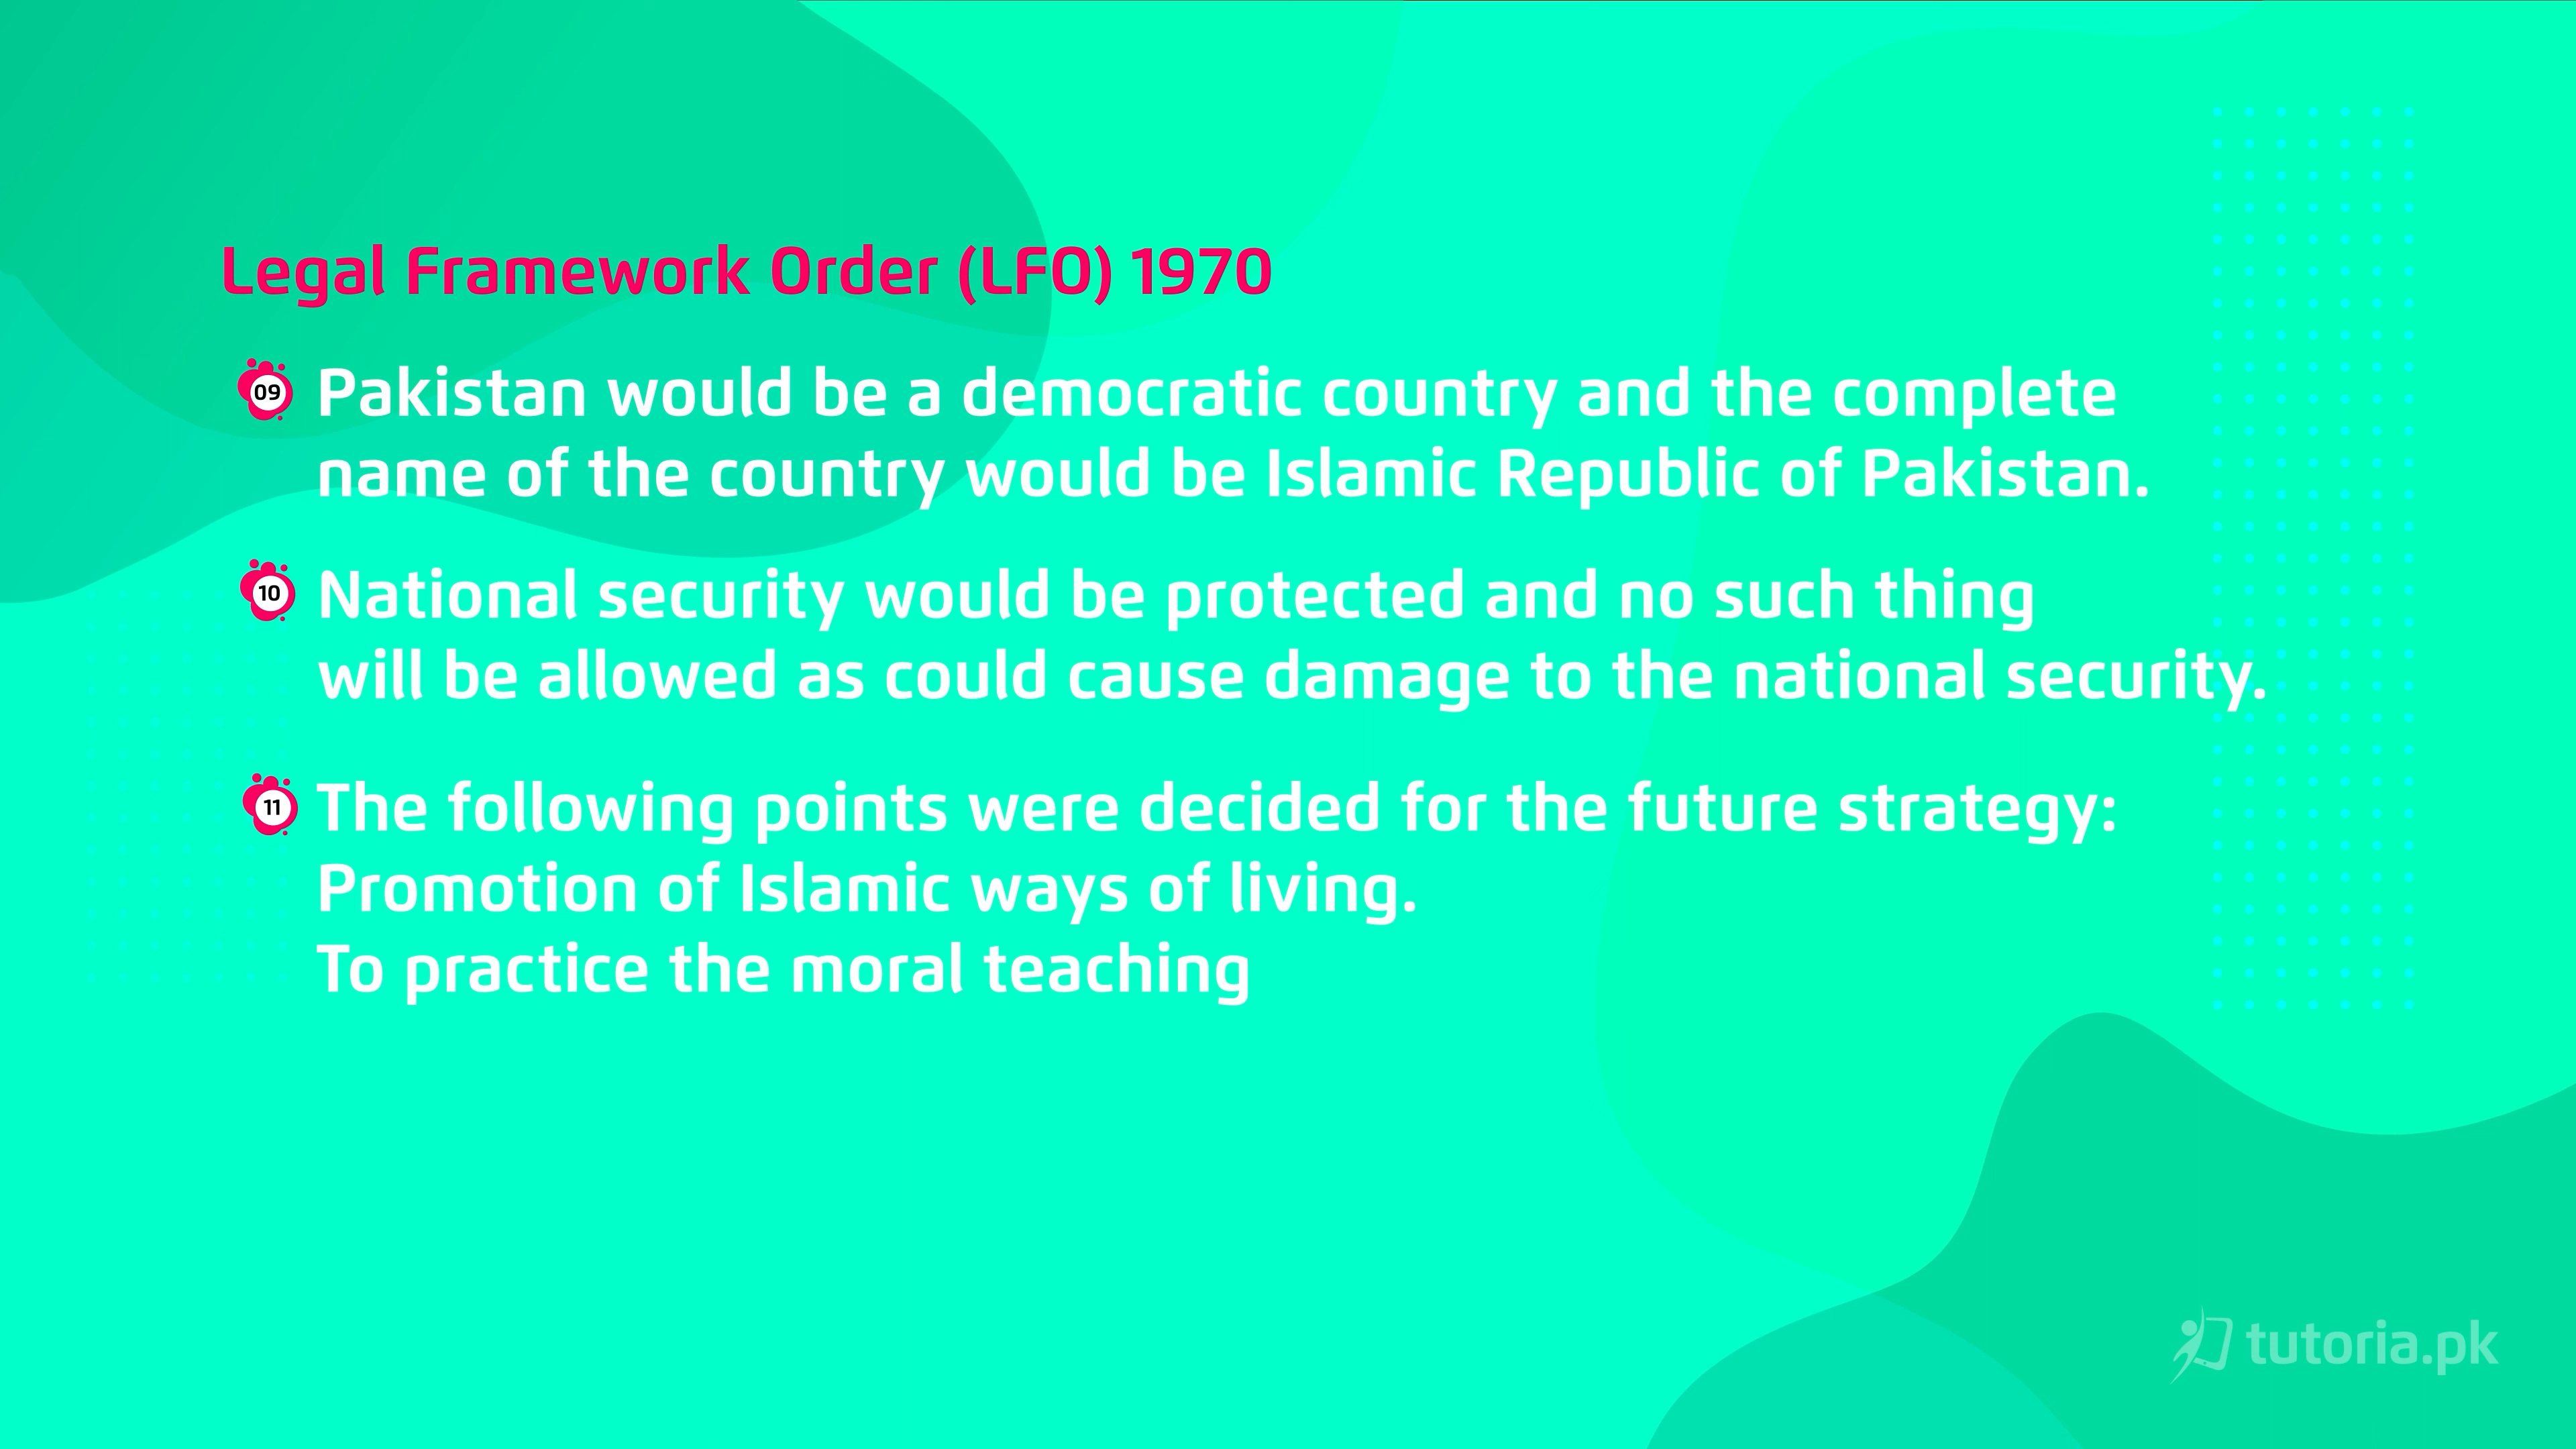 Legal Framework Order (LFO) 1970
09 Pakistan would be a democratic country and the complete
name of the country would be Islamic Republic of Pakistan.
10 National security would be protected and no such thing
will be allowed as could cause damage to the national security.
11 The following points were decided for the future strategy:
Promotion of Islamic ways of living.
To practice the moral teaching
tutoria.pk